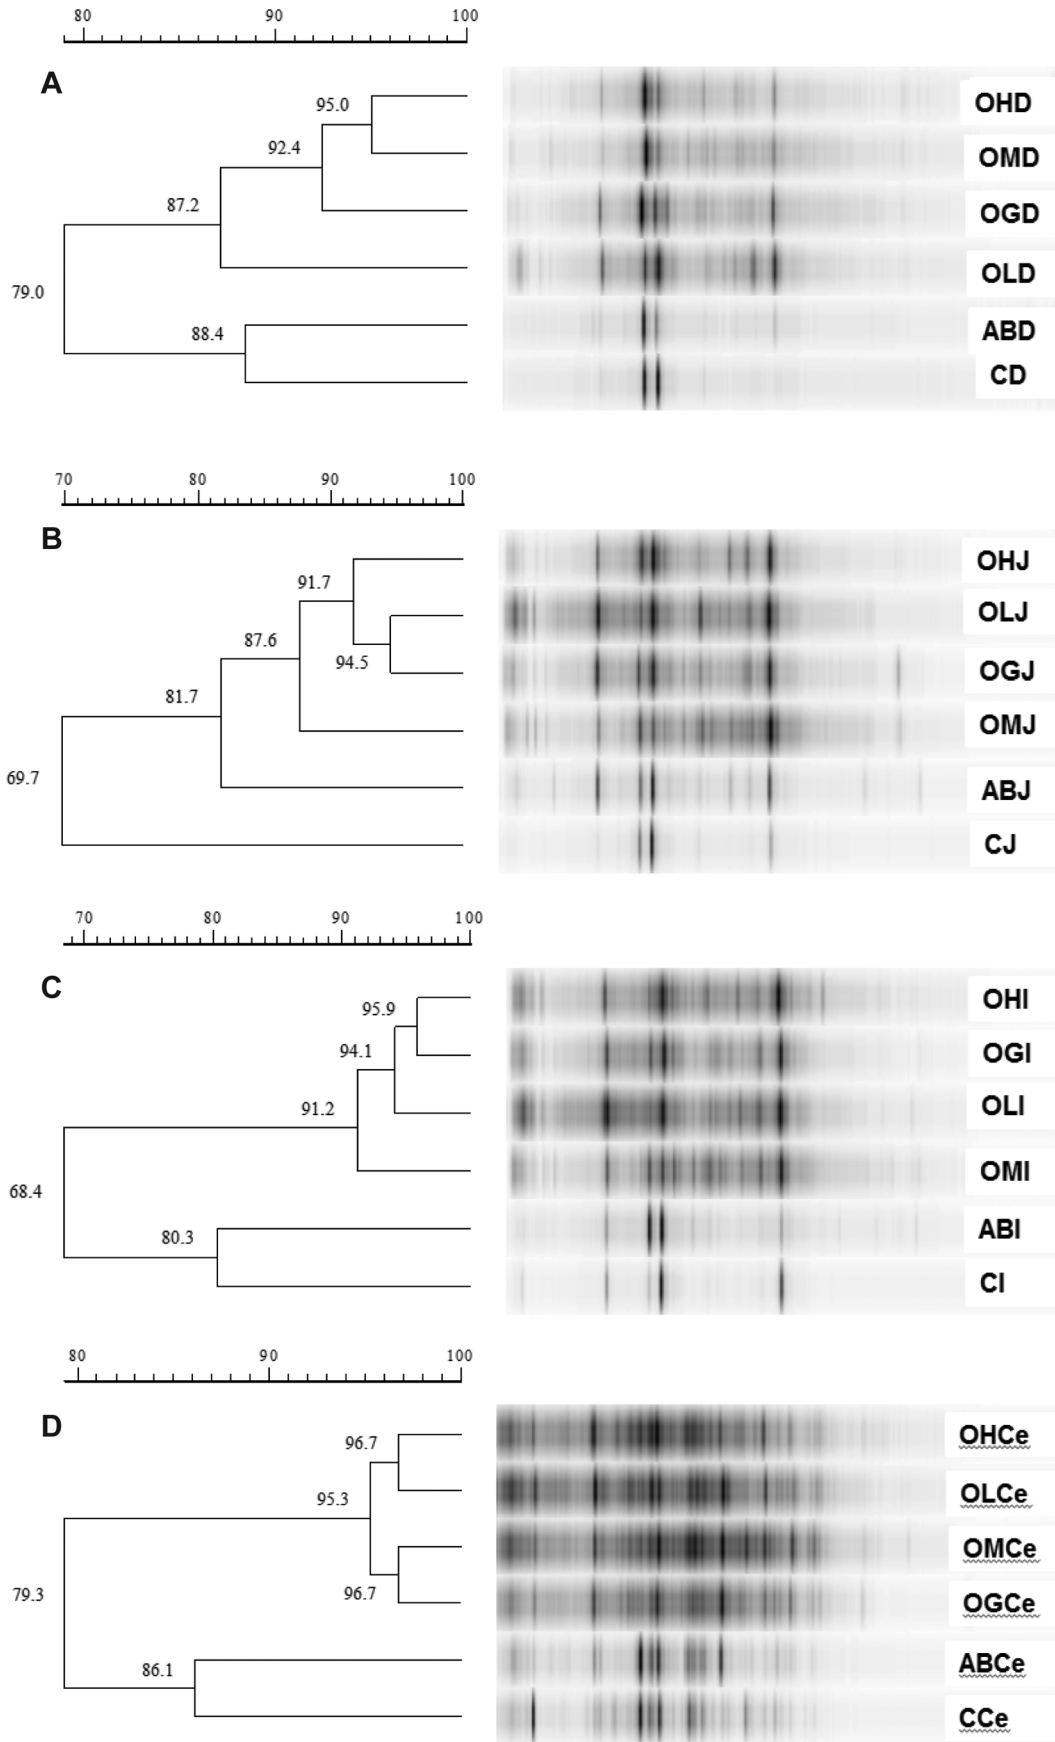 80 90 100
A
95.0
OHD
92.4
OMD
87.2
OGD
OLD
79.0
88.4
ABD
CD
70 80 90 100
B
91.7
OHJ
87.6
OLJ
94.5
OGJ
81.7
OMJ
69.7
ABJ
CJ
70 80 90 100
C
95.9
OHI
94.1
OGI
91.2
OLI
OMI
68.4
80.3
ABI
CI
80 90 100
D
96.7
OHCe
95.3
OLCe
OMCe
79.3
96.7
OGCe
86.1
ABCe
CCe